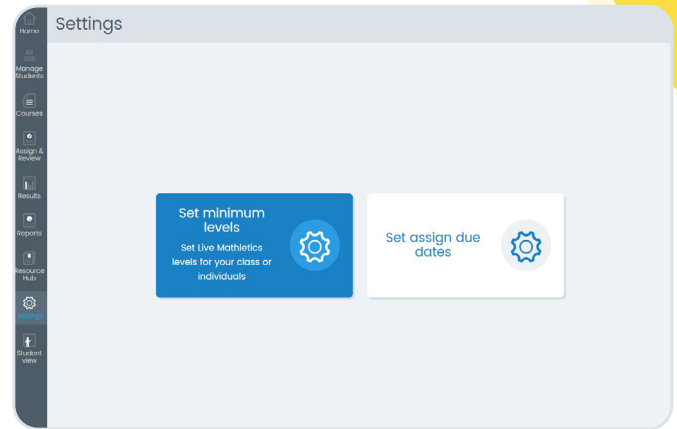 Home
Settings
Manage
Students
Courses
Assign &
Review
Results
Reports
Resource
Hub
Settings
Student
view
Set minimum
levels
Set Live Mathletics
levels for your class or
individuals
Set assign due
dates